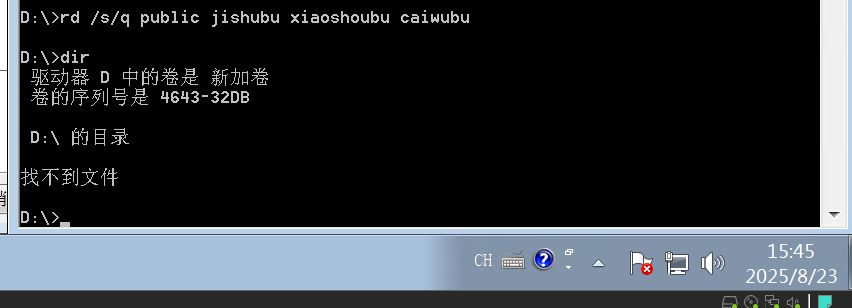 D:\>rd /s/q public jishubu xiaoshoubu caiwubu
D:\>dir
驱动器 D 中的卷是 新加卷
卷的序列号是 4643-32DB
D:\ 的目录
找不到文件
D:\>
CH
15:45
2025/8/23